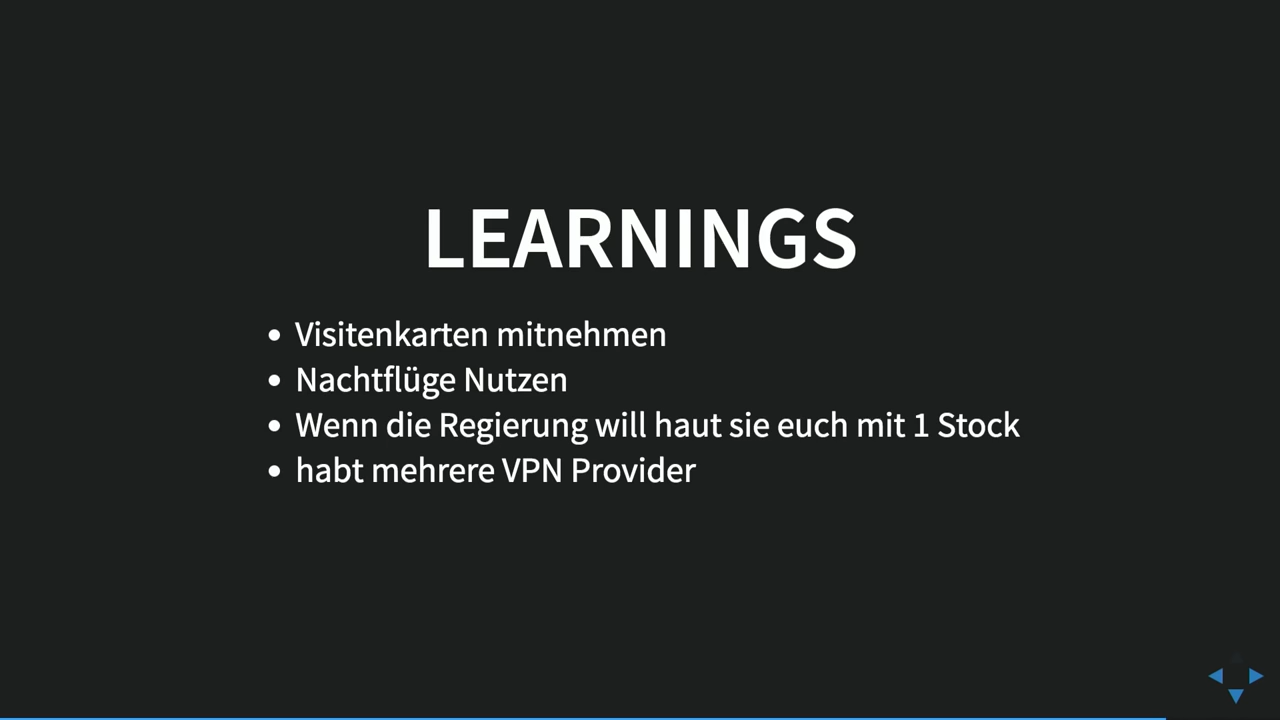 LEARNINGS
Visitenkarten mitnehmen
Nachtflüge Nutzen
Wenn die Regierung will haut sie euch mit 1 Stock
habt mehrere VPN Provider